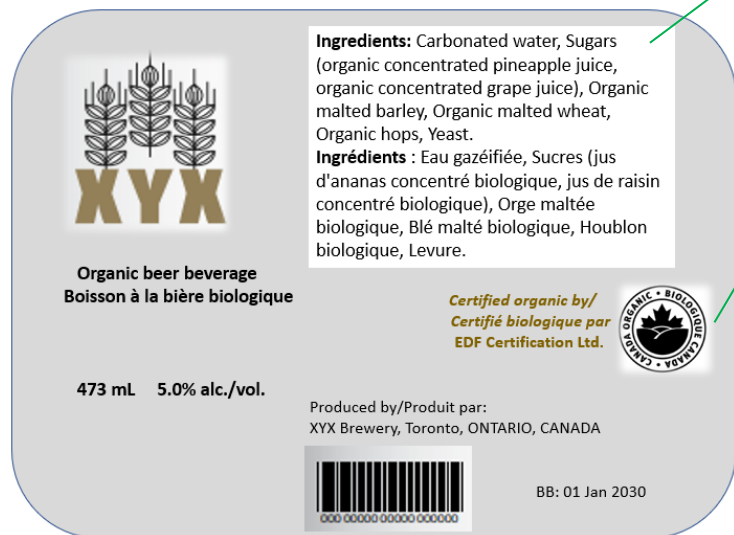 XYX
Organic beer beverage
Boisson à la bière biologique
473 mL 5.0% alc./vol.
Ingredients: Carbonated water, Sugars
(organic concentrated pineapple juice,
organic concentrated grape juice), Organic
malted barley, Organic malted wheat,
Organic hops, Yeast.
Ingrédients : Eau gazéifiée, Sucres (jus
d'ananas concentré biologique, jus de raisin
concentré biologique), Orge maltée
biologique, Blé malté biologique, Houblon
biologique, Levure.
Certified organic by/
Certifié biologique par
EDF Certification Ltd.
CANADA ORGANIC • BIOLOGIQUE CANADA •
Produced by/Produit par:
XYX Brewery, Toronto, ONTARIO, CANADA
000 00000 00000 000000
BB: 01 Jan 2030